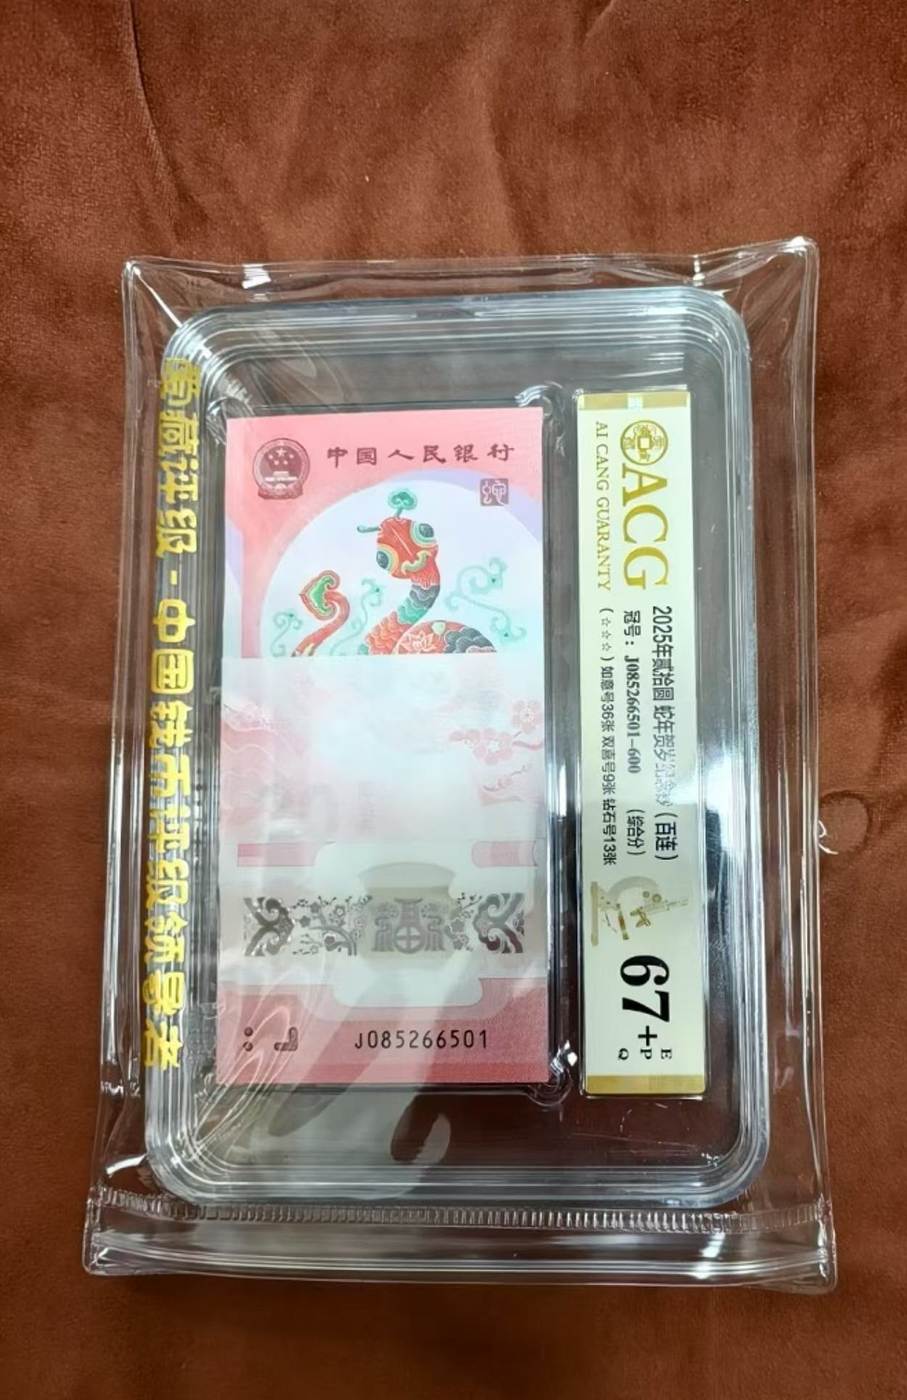 爱藏评级-中国钱币评级领导者
中国人民银行
J085266501
ACG
AI CANG GUARANTY
2025年贰拾圆 蛇年贺岁纪念钞 (百连)
冠号: J085266501-600 (综合分)
(☆☆☆) 如意号36张 双喜号9张 钻石号13张
67+
E
P
Q